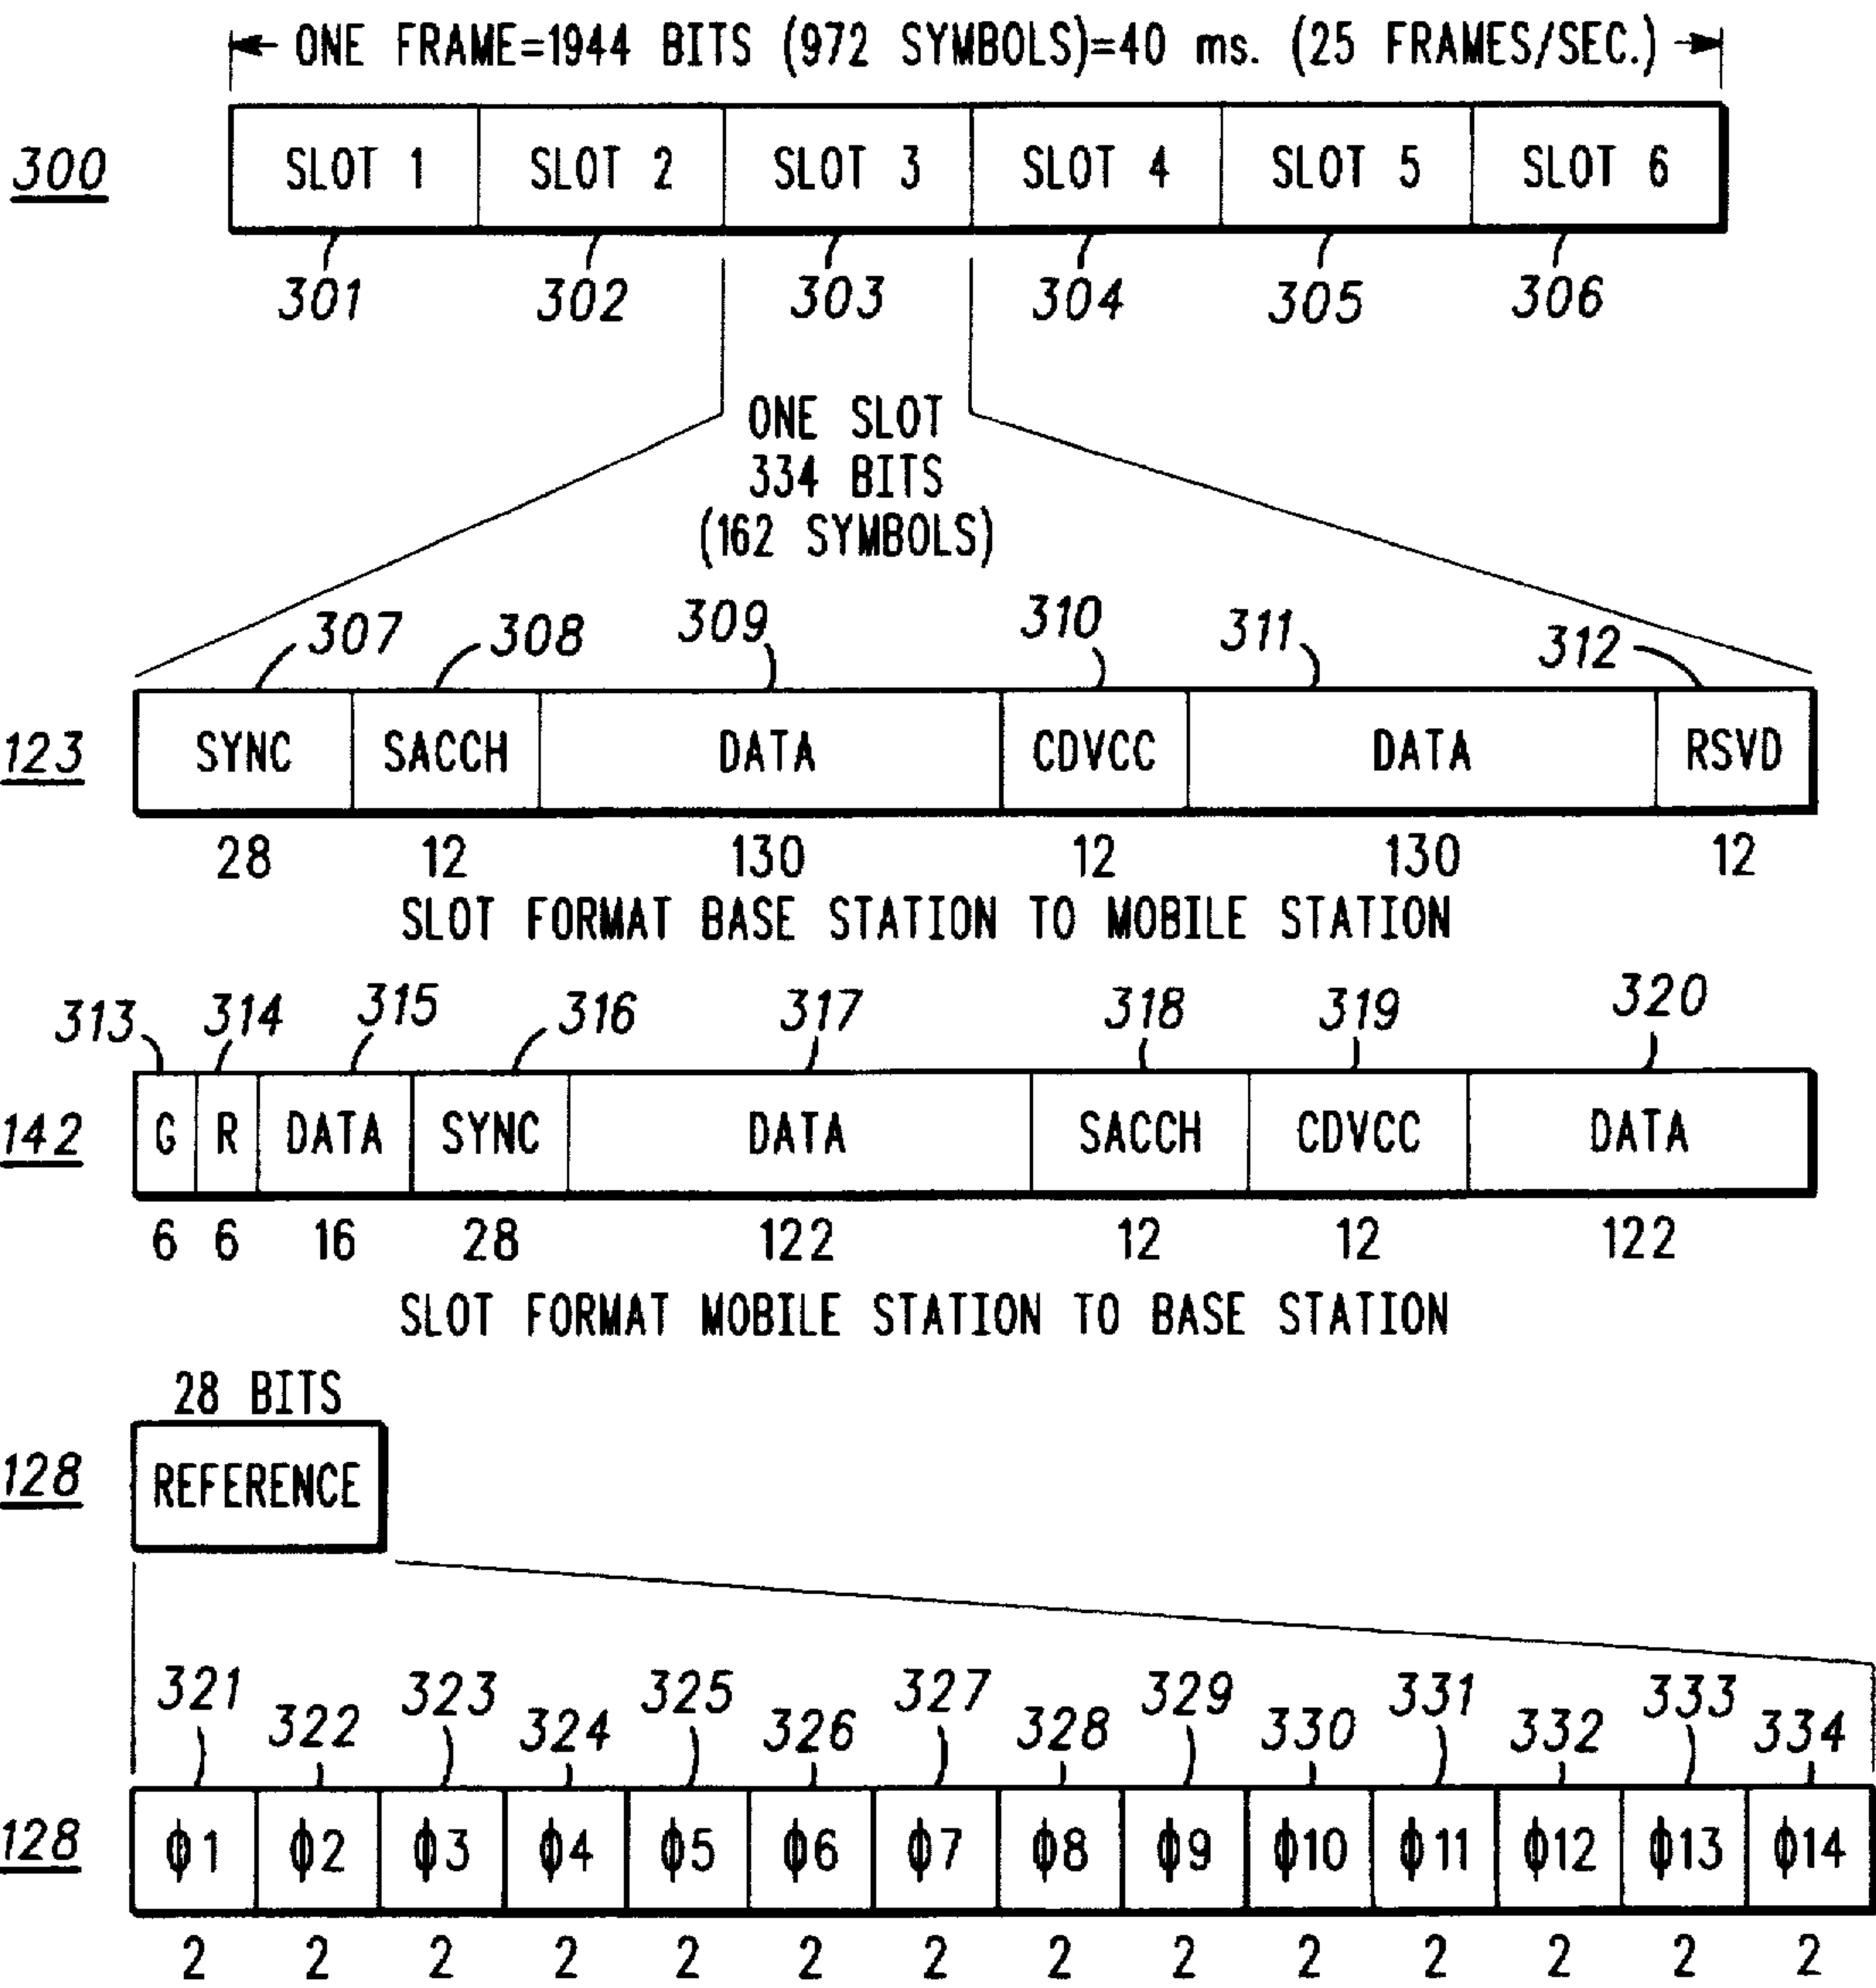 ONE FRAME=1944 BITS (972 SYMBOLS)=40 ms. (25 FRAMES/SEC.)
300 SLOT 1 SLOT 2 SLOT 3 SLOT 4 SLOT 5 SLOT 6
301 302 303 304 305 306
ONE SLOT
334 BITS
(162 SYMBOLS)
307 308 309 310 311 312
123 SYNC SACCH DATA CDVCC DATA RSVD
28 12 130 12 130 12
SLOT FORMAT BASE STATION TO MOBILE STATION
313 314 315 316 317 318 319 320
142 G R DATA SYNC DATA SACCH CDVCC DATA
6 6 16 28 122 12 12 122
SLOT FORMAT MOBILE STATION TO BASE STATION
28 BITS
128 REFERENCE
321 322 323 324 325 326 327 328 329 330 331 332 333 334
128 ϕ1 ϕ2 ϕ3 ϕ4 ϕ5 ϕ6 ϕ7 ϕ8 ϕ9 ϕ10 ϕ11 ϕ12 ϕ13 ϕ14
2 2 2 2 2 2 2 2 2 2 2 2 2 2